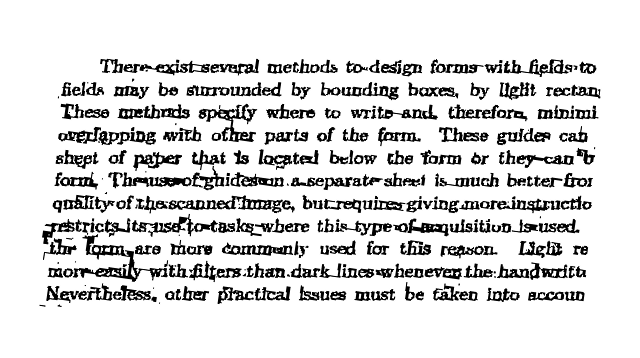 There exist several methods to design forms with fields to
fields may be surrounded by bounding boxes, by light rectan
These methods specify where to write and, therefore, minimi
overlapping with other parts of the form. These guides can
sheet of paper that is located below the form or they can b
form. The use of guides on a separate sheet is much better fro
quality of the scanned image, but requires giving more instructio
restricts its use to tasks where this type of acquisition is used.
the form are more commonly used for this reason. Light re
more easily with filters than dark lines whenever the handwritt
Nevertheless, other practical issues must be taken into accoun